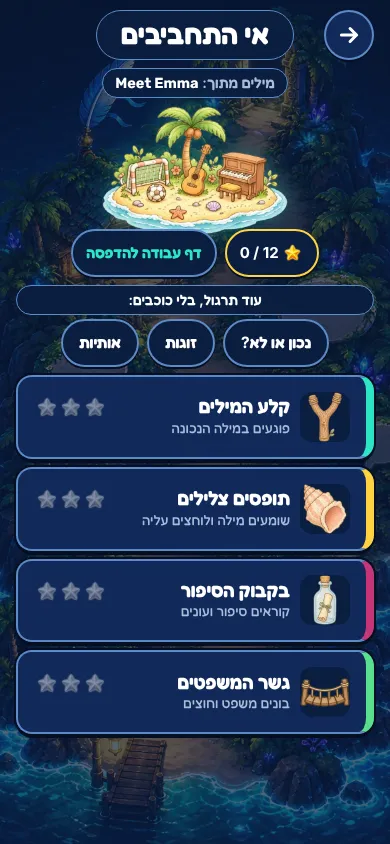 אי התחביבים
מילים מתוך: Meet Emma
0 / 12
דף עבודה להדפסה
עוד תרגול, בלי כוכבים:
נכון או לא?
זוגות
אותיות
קלע המילים
פוגעים במילה הנכונה
תופסים צלילים
שומעים מילה ולוחצים עליה
בקבוק הסיפור
קוראים סיפור ועונים
גשר המשפטים
בונים משפט וחוצים